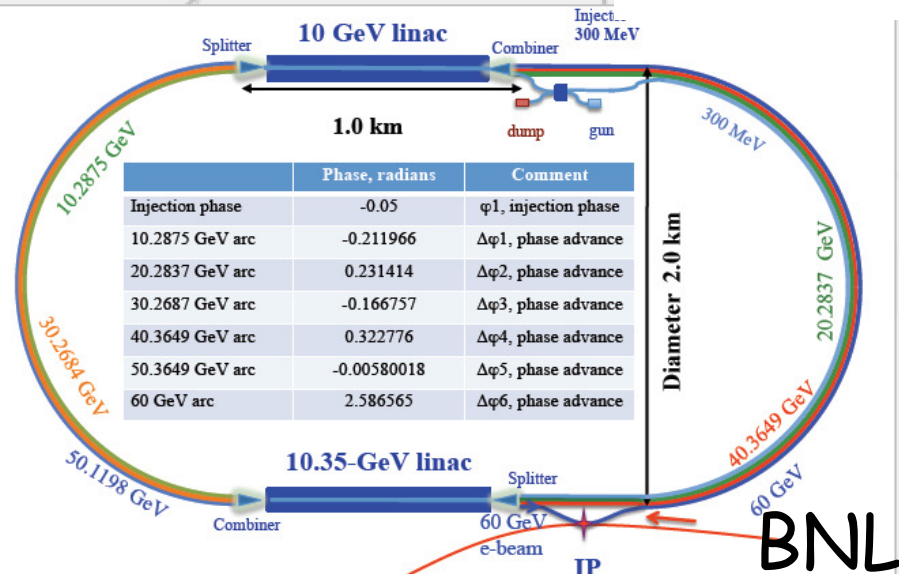 Injecti
300 MeV
10 GeV linac
Splitter
Combiner
1.0 km
dump
gun
300 MeV
10.2875 GeV
Phase, radians Comment
Injection phase -0.05 φ1, injection phase
10.2875 GeV arc -0.211966 Δφ1, phase advance
20.2837 GeV arc 0.231414 Δφ2, phase advance
30.2687 GeV arc -0.166757 Δφ3, phase advance
40.3649 GeV arc 0.322776 Δφ4, phase advance
50.3649 GeV arc -0.00580018 Δφ5, phase advance
60 GeV arc 2.586565 Δφ6, phase advance
Diameter 2.0 km
20.2837 GeV
30.2684 GeV
40.3649 GeV
50.1198 GeV
60 GeV
10.35-GeV linac
Splitter
Combiner
60 GeV
e-beam
IP
BNL